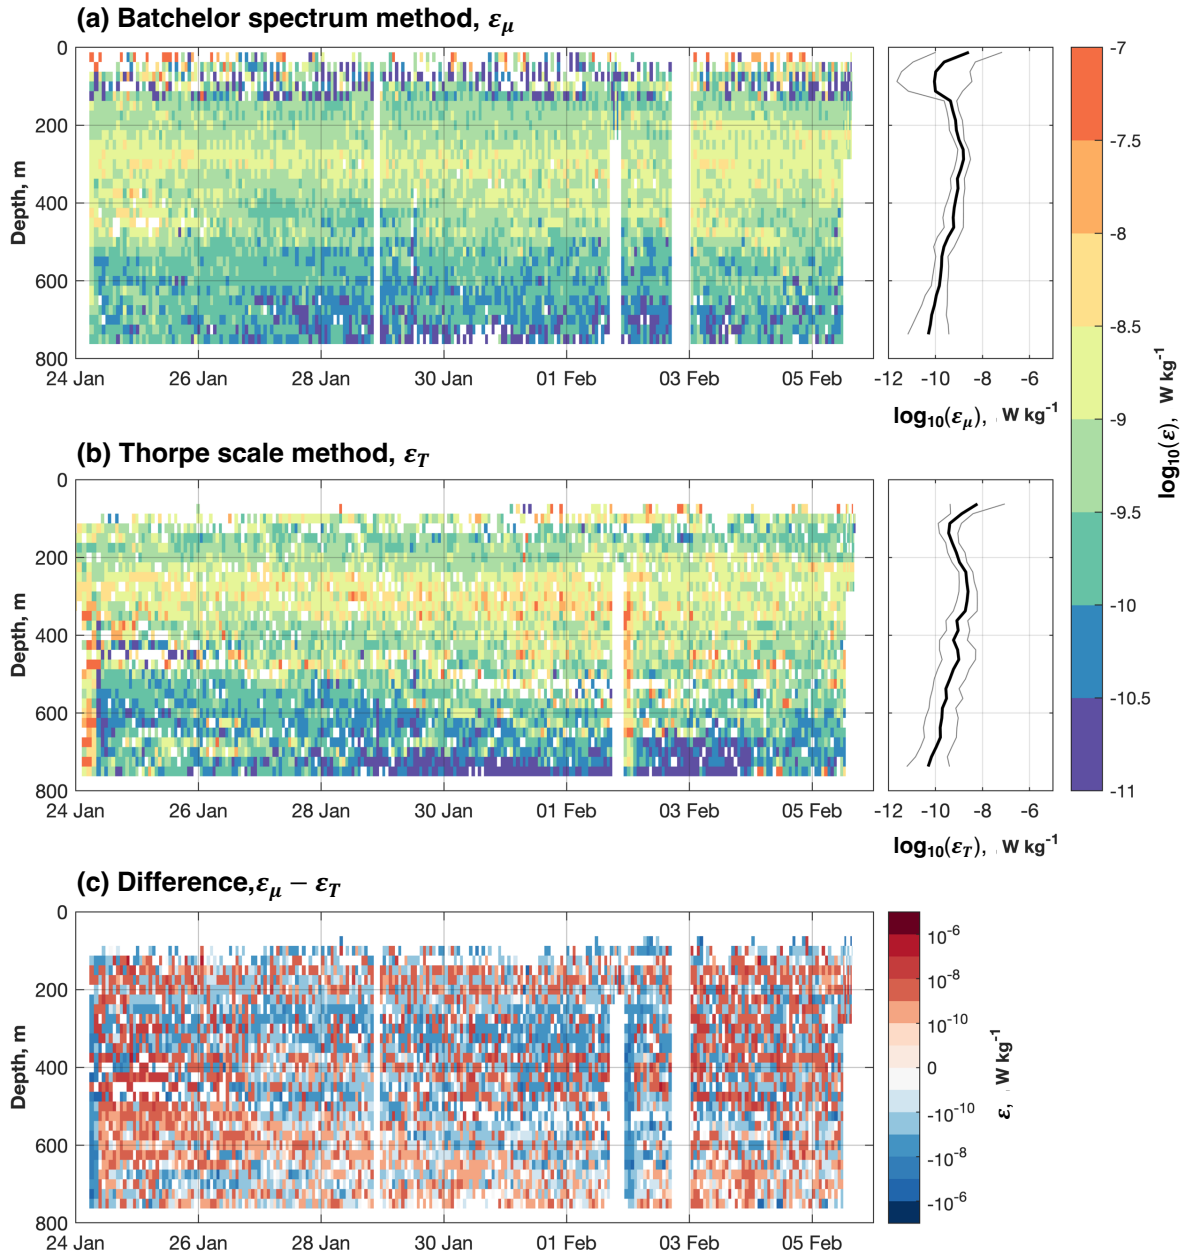 (a) Batchelor spectrum method, εμ
0
200
400
600
800
Depth, m
24 Jan 26 Jan 28 Jan 30 Jan 01 Feb 03 Feb 05 Feb
-12 -10 -8 -6
log10(εμ), W kg-1
-7
-7.5
-8
-8.5
-9
-9.5
-10
-10.5
-11
log10(ε), W kg-1
(b) Thorpe scale method, εT
0
200
400
600
800
Depth, m
24 Jan 26 Jan 28 Jan 30 Jan 01 Feb 03 Feb 05 Feb
-12 -10 -8 -6
log10(εT), W kg-1
(c) Difference,εμ − εT
0
200
400
600
800
Depth, m
24 Jan 26 Jan 28 Jan 30 Jan 01 Feb 03 Feb 05 Feb
10-6
10-8
10-10
0
-10-10
-10-8
-10-6
ε, W kg-1